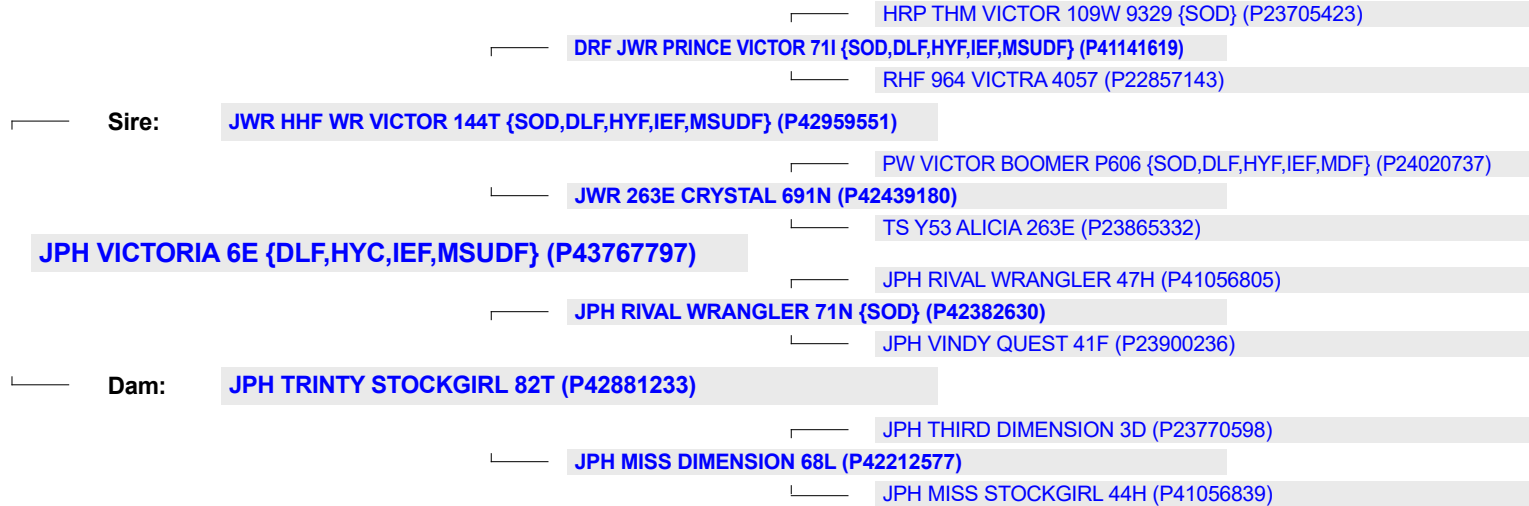 HRP THM VICTOR 109W 9329 {SOD} (P23705423)
DRF JWR PRINCE VICTOR 71I {SOD,DLF,HYF,IEF,MSUDF} (P41141619)
RHF 964 VICTRA 4057 (P22857143)
Sire: JWR HHF WR VICTOR 144T {SOD,DLF,HYF,IEF,MSUDF} (P42959551)
PW VICTOR BOOMER P606 {SOD,DLF,HYF,IEF,MDF} (P24020737)
JWR 263E CRYSTAL 691N (P42439180)
TS Y53 ALICIA 263E (P23865332)
JPH VICTORIA 6E {DLF,HYC,IEF,MSUDF} (P43767797)
JPH RIVAL WRANGLER 47H (P41056805)
JPH RIVAL WRANGLER 71N {SOD} (P42382630)
JPH VINDY QUEST 41F (P23900236)
Dam: JPH TRINTY STOCKGIRL 82T (P42881233)
JPH THIRD DIMENSION 3D (P23770598)
JPH MISS DIMENSION 68L (P42212577)
JPH MISS STOCKGIRL 44H (P41056839)